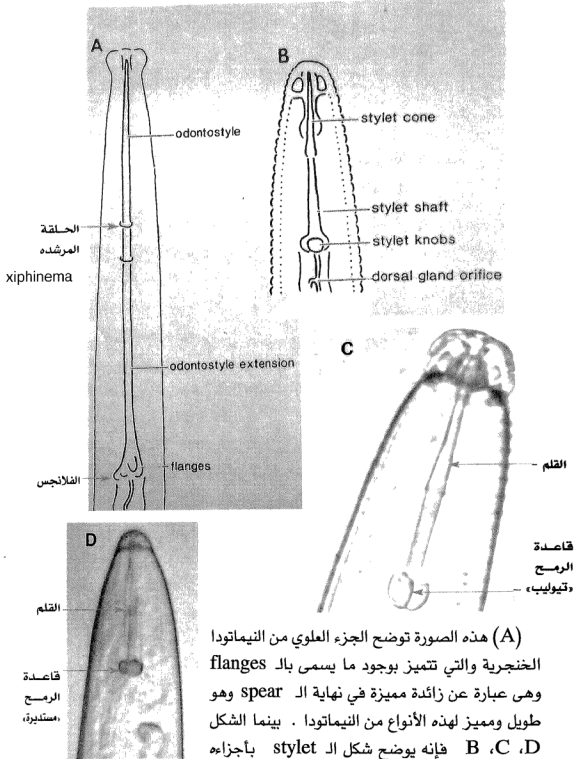 A
odontostyle
الحلقة
المرشده
xiphinema
odontostyle extension
flanges
الفلانجس
B
stylet cone
stylet shaft
stylet knobs
dorsal gland orifice
C
القلم
قاعدة
الرمح
«تيوليب»
D
القلم
قاعدة
الرمح
«مستديرة»
(A) هذه الصورة توضح الجزء العلوي من النيماتودا
الخنجرية والتي تتميز بوجود ما يسمى بالـ flanges
وهى عبارة عن زائدة مميزة في نهاية الـ spear وهو
طويل ومميز لهذه الأنواع من النيماتودا . بينما الشكل
B ،C ،D فإنه يوضح شكل الـ stylet بأجزاءه